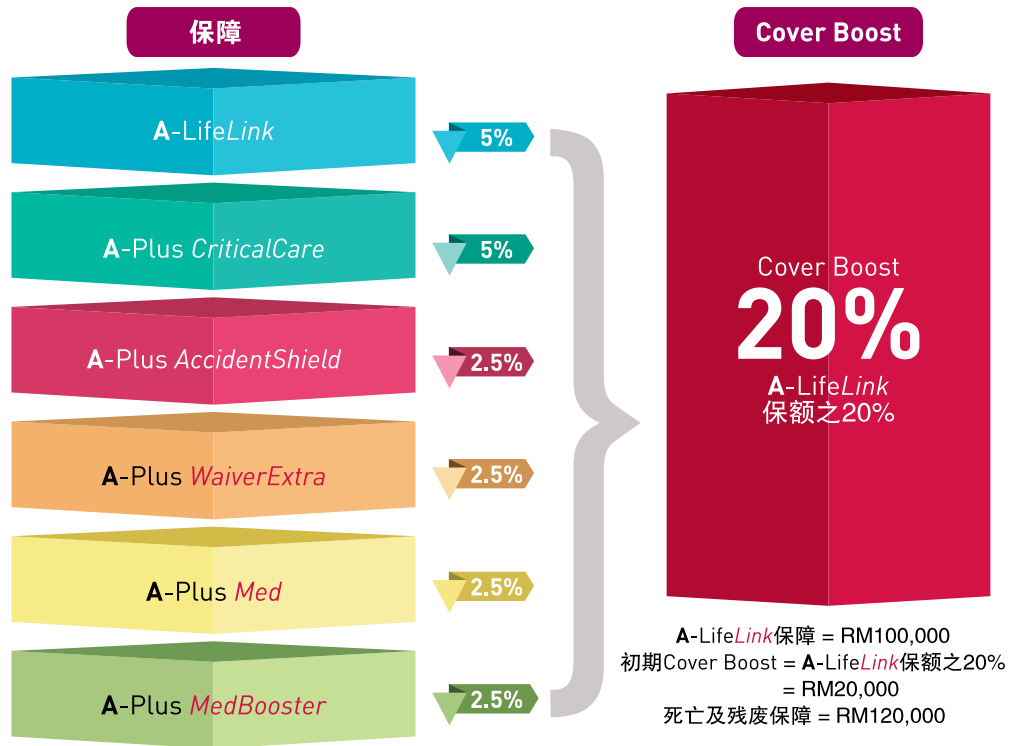 保障
A-LifeLink
5%
A-Plus CriticalCare
5%
A-Plus AccidentShield
2.5%
A-Plus WaiverExtra
2.5%
A-Plus Med
2.5%
A-Plus MedBooster
2.5%
Cover Boost
Cover Boost
20%
A-LifeLink
保额之20%
A-LifeLink保障 = RM100,000
初期Cover Boost = A-LifeLink保额之20%
= RM20,000
死亡及残废保障 = RM120,000